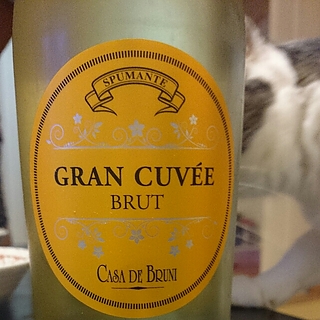 SPUMANTE
GRAN CUVÉE
BRUT
CASA DE BRUNI